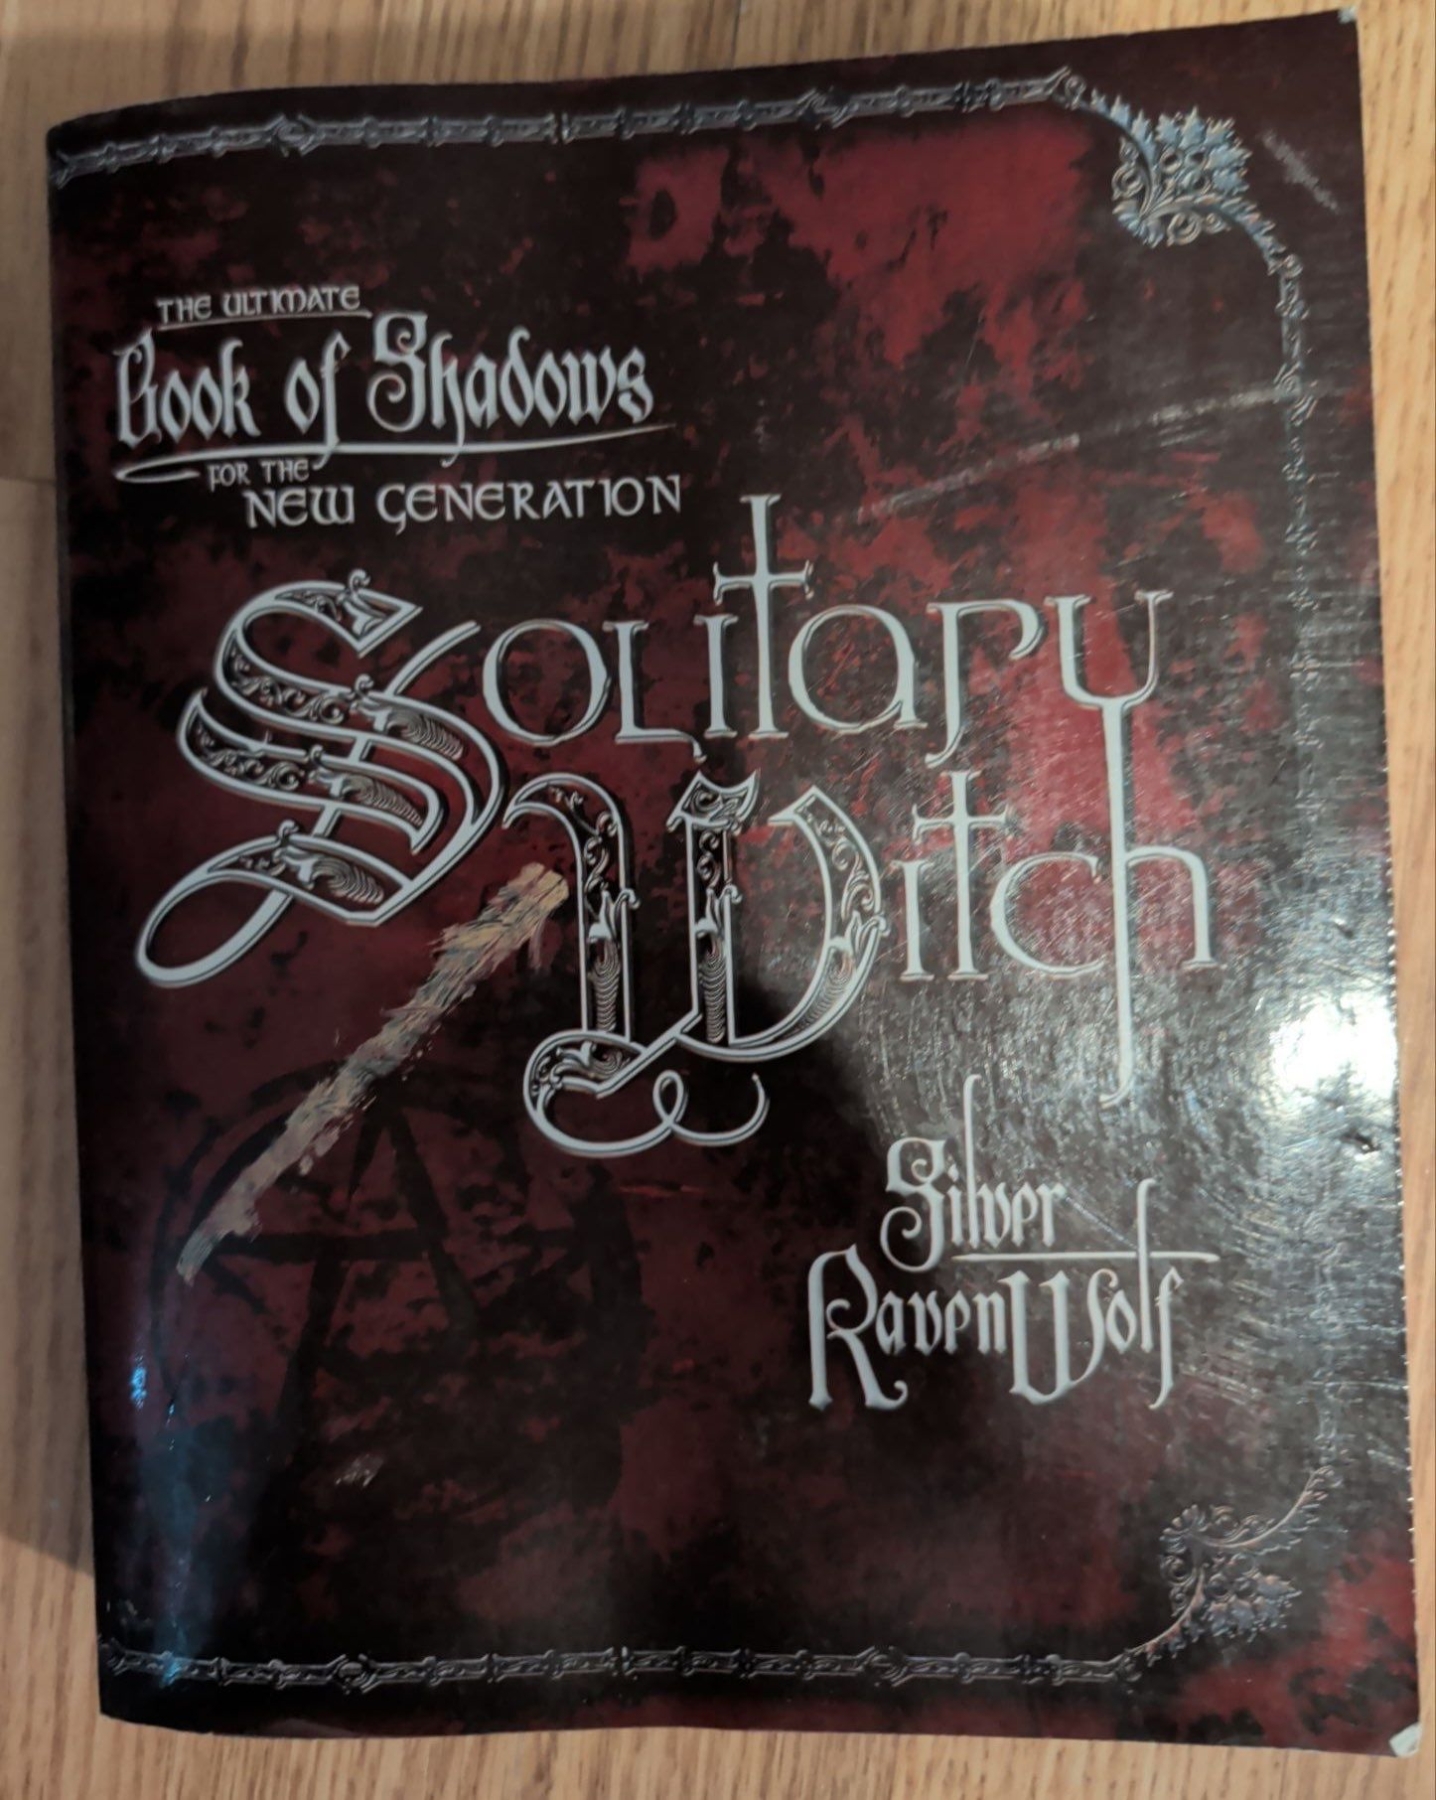 THE ULTIMATE
Book of Shadows
FOR THE
NEW GENERATION
Solitary
Witch
Silver
RavenWolf